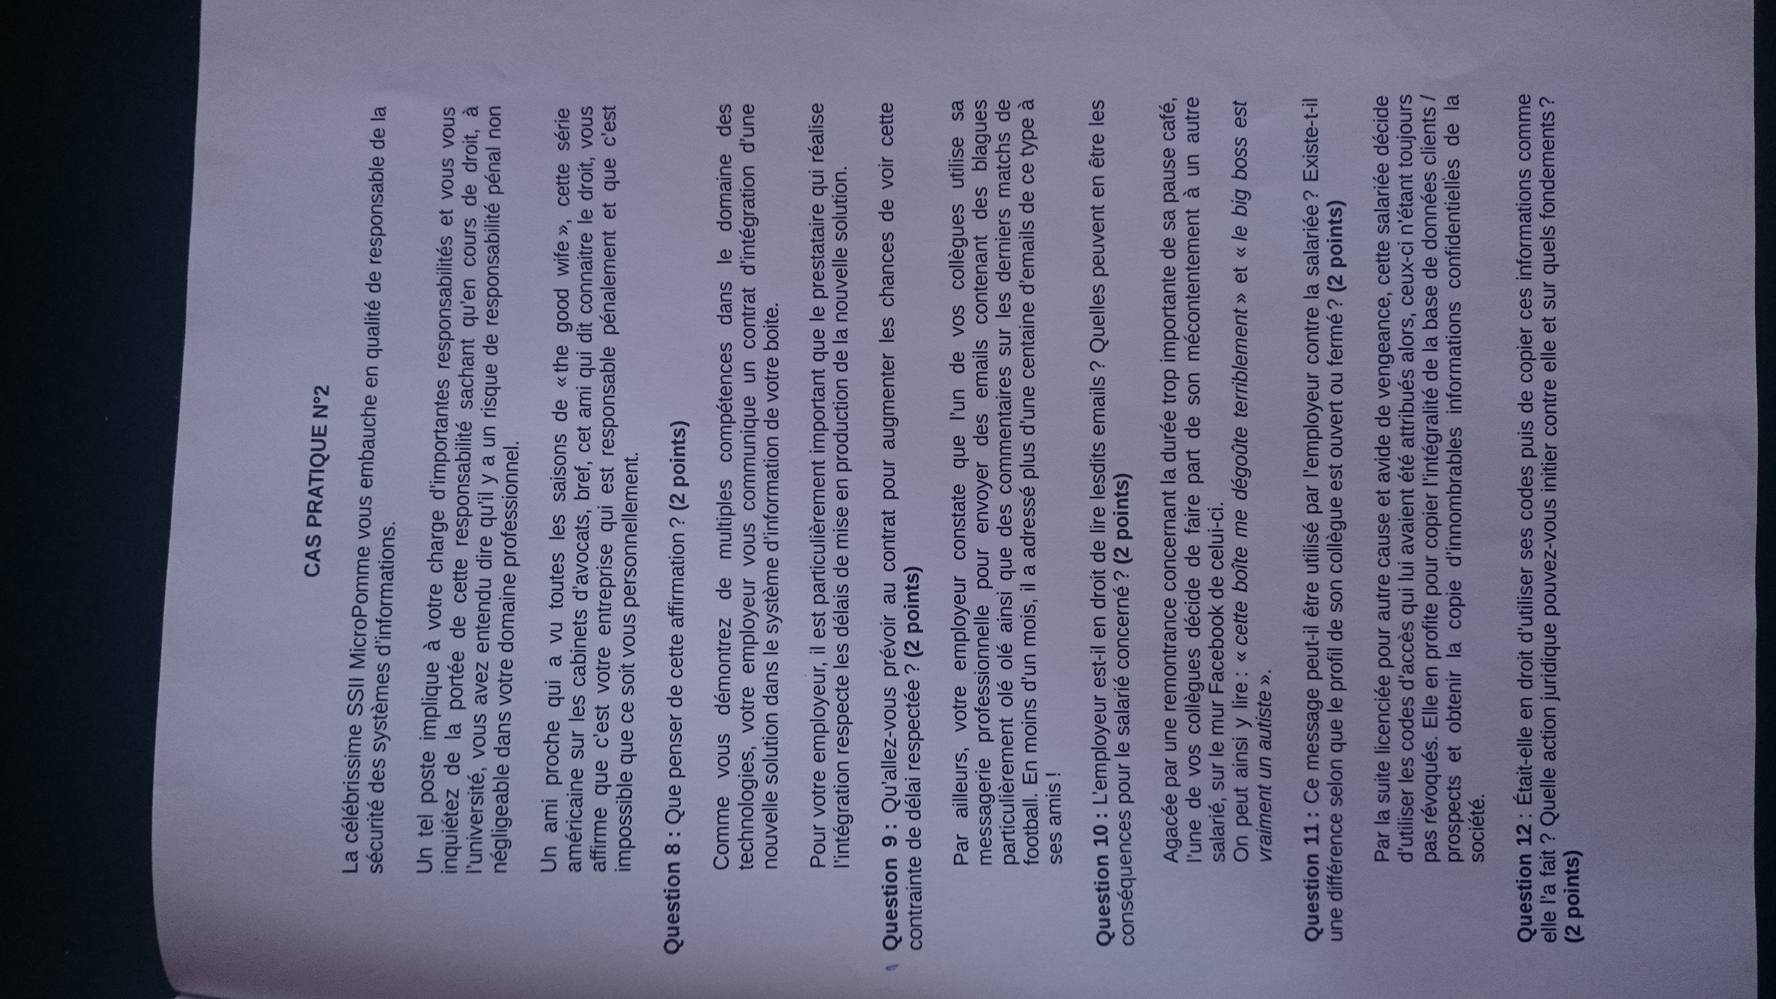 CAS PRATIQUE N°2
La célébrissime SSII MicroPomme vous embauche en qualité de responsable de la
sécurité des systèmes d'informations.
Un tel poste implique à votre charge d'importantes responsabilités et vous vous
inquiétez de la portée de cette responsabilité sachant qu'en cours de droit, à
l'université, vous avez entendu dire qu'il y a un risque de responsabilité pénal non
négligeable dans votre domaine professionnel.
Un ami proche qui a vu toutes les saisons de « the good wife », cette série
américaine sur les cabinets d'avocats, bref, cet ami qui dit connaitre le droit, vous
affirme que c'est votre entreprise qui est responsable pénalement et que c'est
impossible que ce soit vous personnellement.
Question 8 : Que penser de cette affirmation ? (2 points)
Comme vous démontrez de multiples compétences dans le domaine des
technologies, votre employeur vous communique un contrat d'intégration d'une
nouvelle solution dans le système d'information de votre boite.
Pour votre employeur, il est particulièrement important que le prestataire qui réalise
l'intégration respecte les délais de mise en production de la nouvelle solution.
Question 9 : Qu'allez-vous prévoir au contrat pour augmenter les chances de voir cette
contrainte de délai respectée ? (2 points)
Par ailleurs, votre employeur constate que l'un de vos collègues utilise sa
messagerie professionnelle pour envoyer des emails contenant des blagues
particulièrement olé olé ainsi que des commentaires sur les derniers matchs de
football. En moins d'un mois, il a adressé plus d'une centaine d'emails de ce type à
ses amis !
Question 10 : L'employeur est-il en droit de lire lesdits emails ? Quelles peuvent en être les
conséquences pour le salarié concerné ? (2 points)
Agacée par une remontrance concernant la durée trop importante de sa pause café,
l'une de vos collègues décide de faire part de son mécontentement à un autre
salarié, sur le mur Facebook de celui-ci.
On peut ainsi y lire : « cette boîte me dégoûte terriblement » et « le big boss est
vraiment un autiste ».
Question 11 : Ce message peut-il être utilisé par l'employeur contre la salariée ? Existe-t-il
une différence selon que le profil de son collègue est ouvert ou fermé ? (2 points)
Par la suite licenciée pour autre cause et avide de vengeance, cette salariée décide
d'utiliser les codes d'accès qui lui avaient été attribués alors, ceux-ci n'étant toujours
pas révoqués. Elle en profite pour copier l'intégralité de la base de données clients /
prospects et obtenir la copie d'innombrables informations confidentielles de la
société.
Question 12 : Était-elle en droit d'utiliser ses codes puis de copier ces informations comme
elle l'a fait ? Quelle action juridique pouvez-vous initier contre elle et sur quels fondements ?
(2 points)